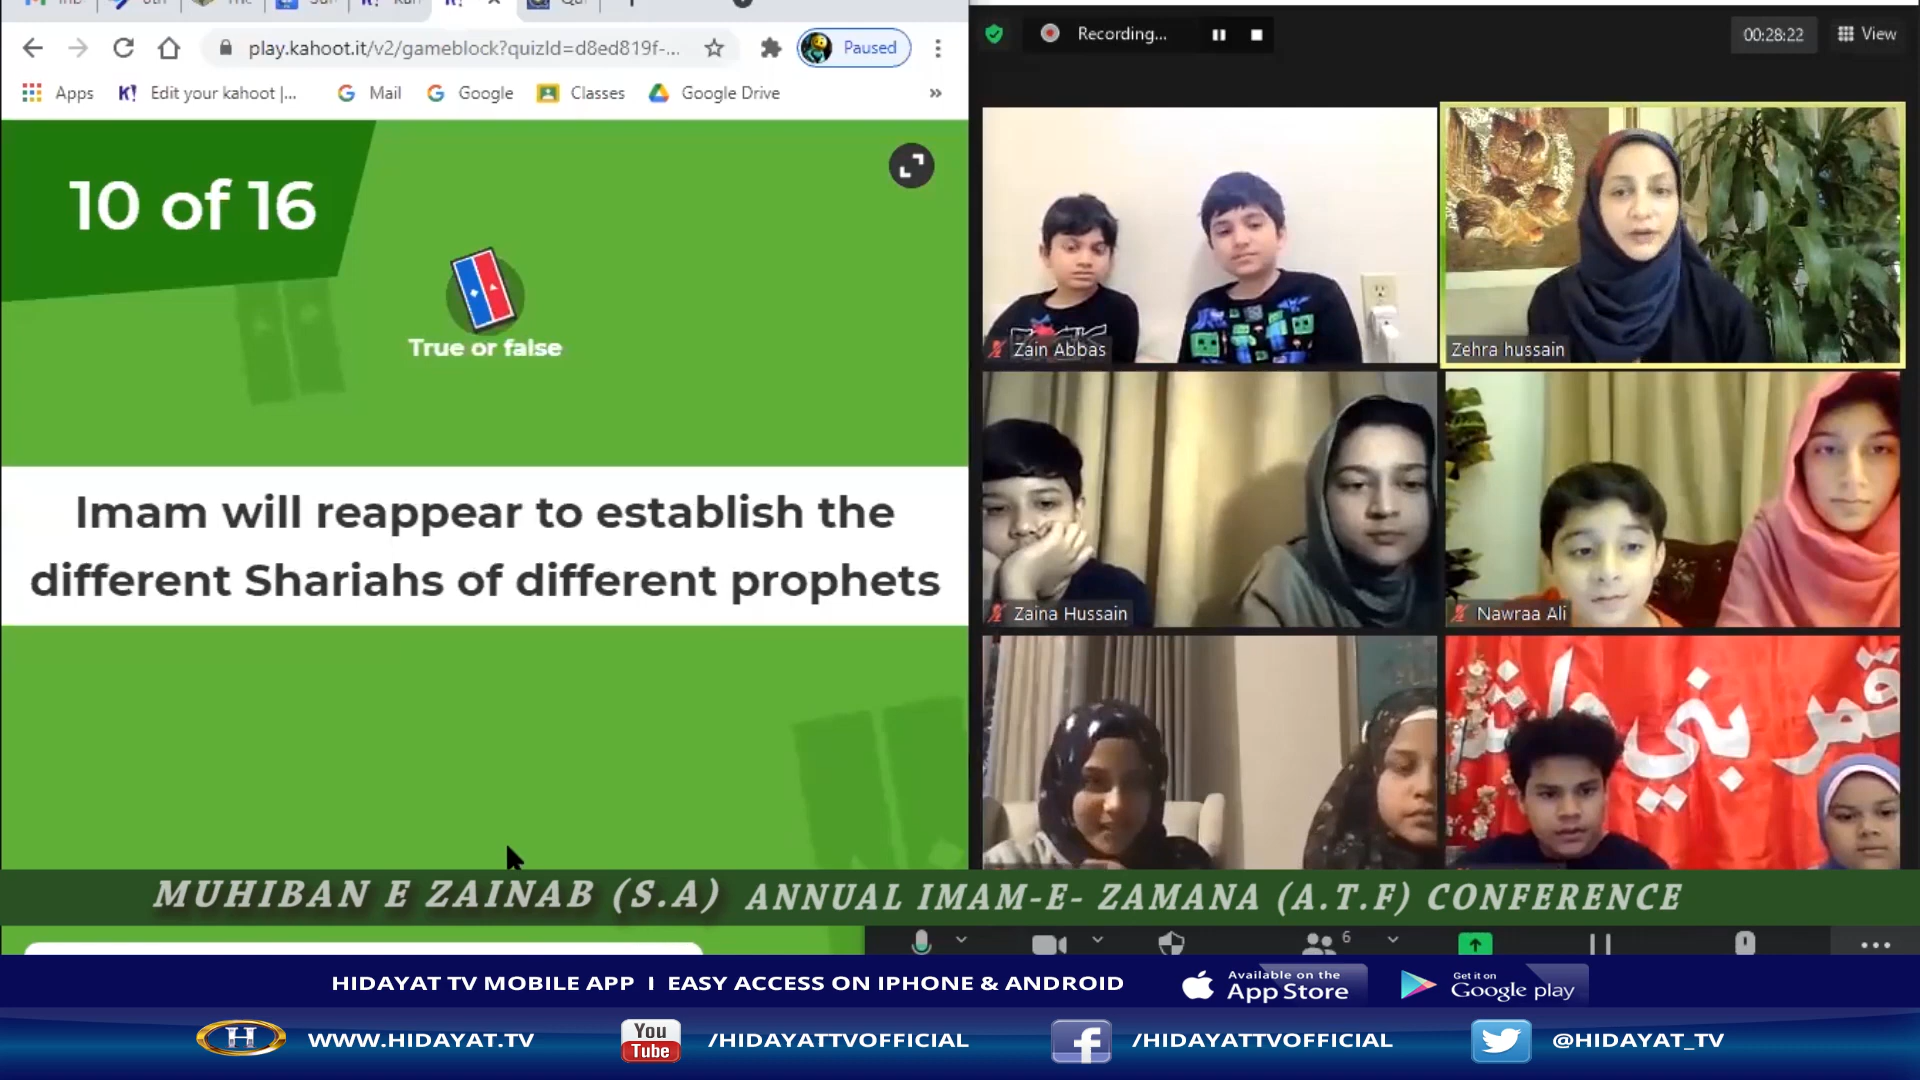 play.kahoot.it/v2/gameblock?quizId=d8ed819f-...
Paused
Apps
K! Edit your kahoot |...
Mail
Google
Classes
Google Drive
»
10 of 16
True or false
Imam will reappear to establish the
different Shariahs of different prophets
Recording...
00:28:22
View
Zain Abbas
Zehra hussain
Zaina Hussain
Nawraa Ali
قمر بني هاشم
6
MUHIBAN E ZAINAB (S.A) ANNUAL IMAM-E- ZAMANA (A.T.F) CONFERENCE
HIDAYAT TV MOBILE APP I EASY ACCESS ON IPHONE & ANDROID
Available on the
App Store
Get it on
Google play
H
WWW.HIDAYAT.TV
You
Tube
/HIDAYATTVOFFICIAL
f
/HIDAYATTVOFFICIAL
@HIDAYAT_TV